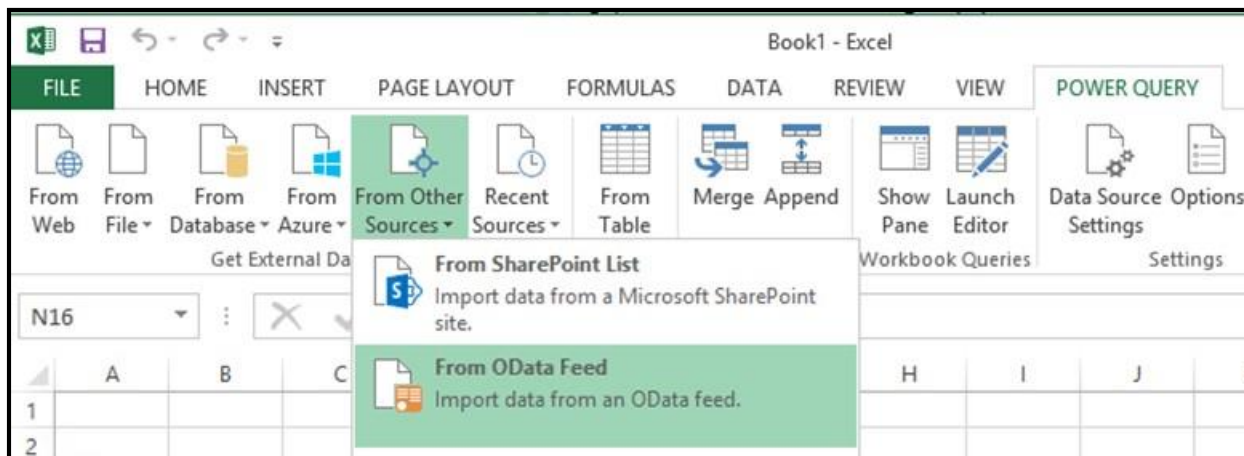 Book1 - Excel
FILE HOME INSERT PAGE LAYOUT FORMULAS DATA REVIEW VIEW POWER QUERY
From Web
From File
From Database
From Azure
From Other Sources
Recent Sources
From Table
Merge
Append
Show Pane
Launch Editor
Data Source Settings
Options
Get External Da
Workbook Queries
Settings
From SharePoint List
Import data from a Microsoft SharePoint
site.
From OData Feed
Import data from an OData feed.
N16
A B C H I J
1
2